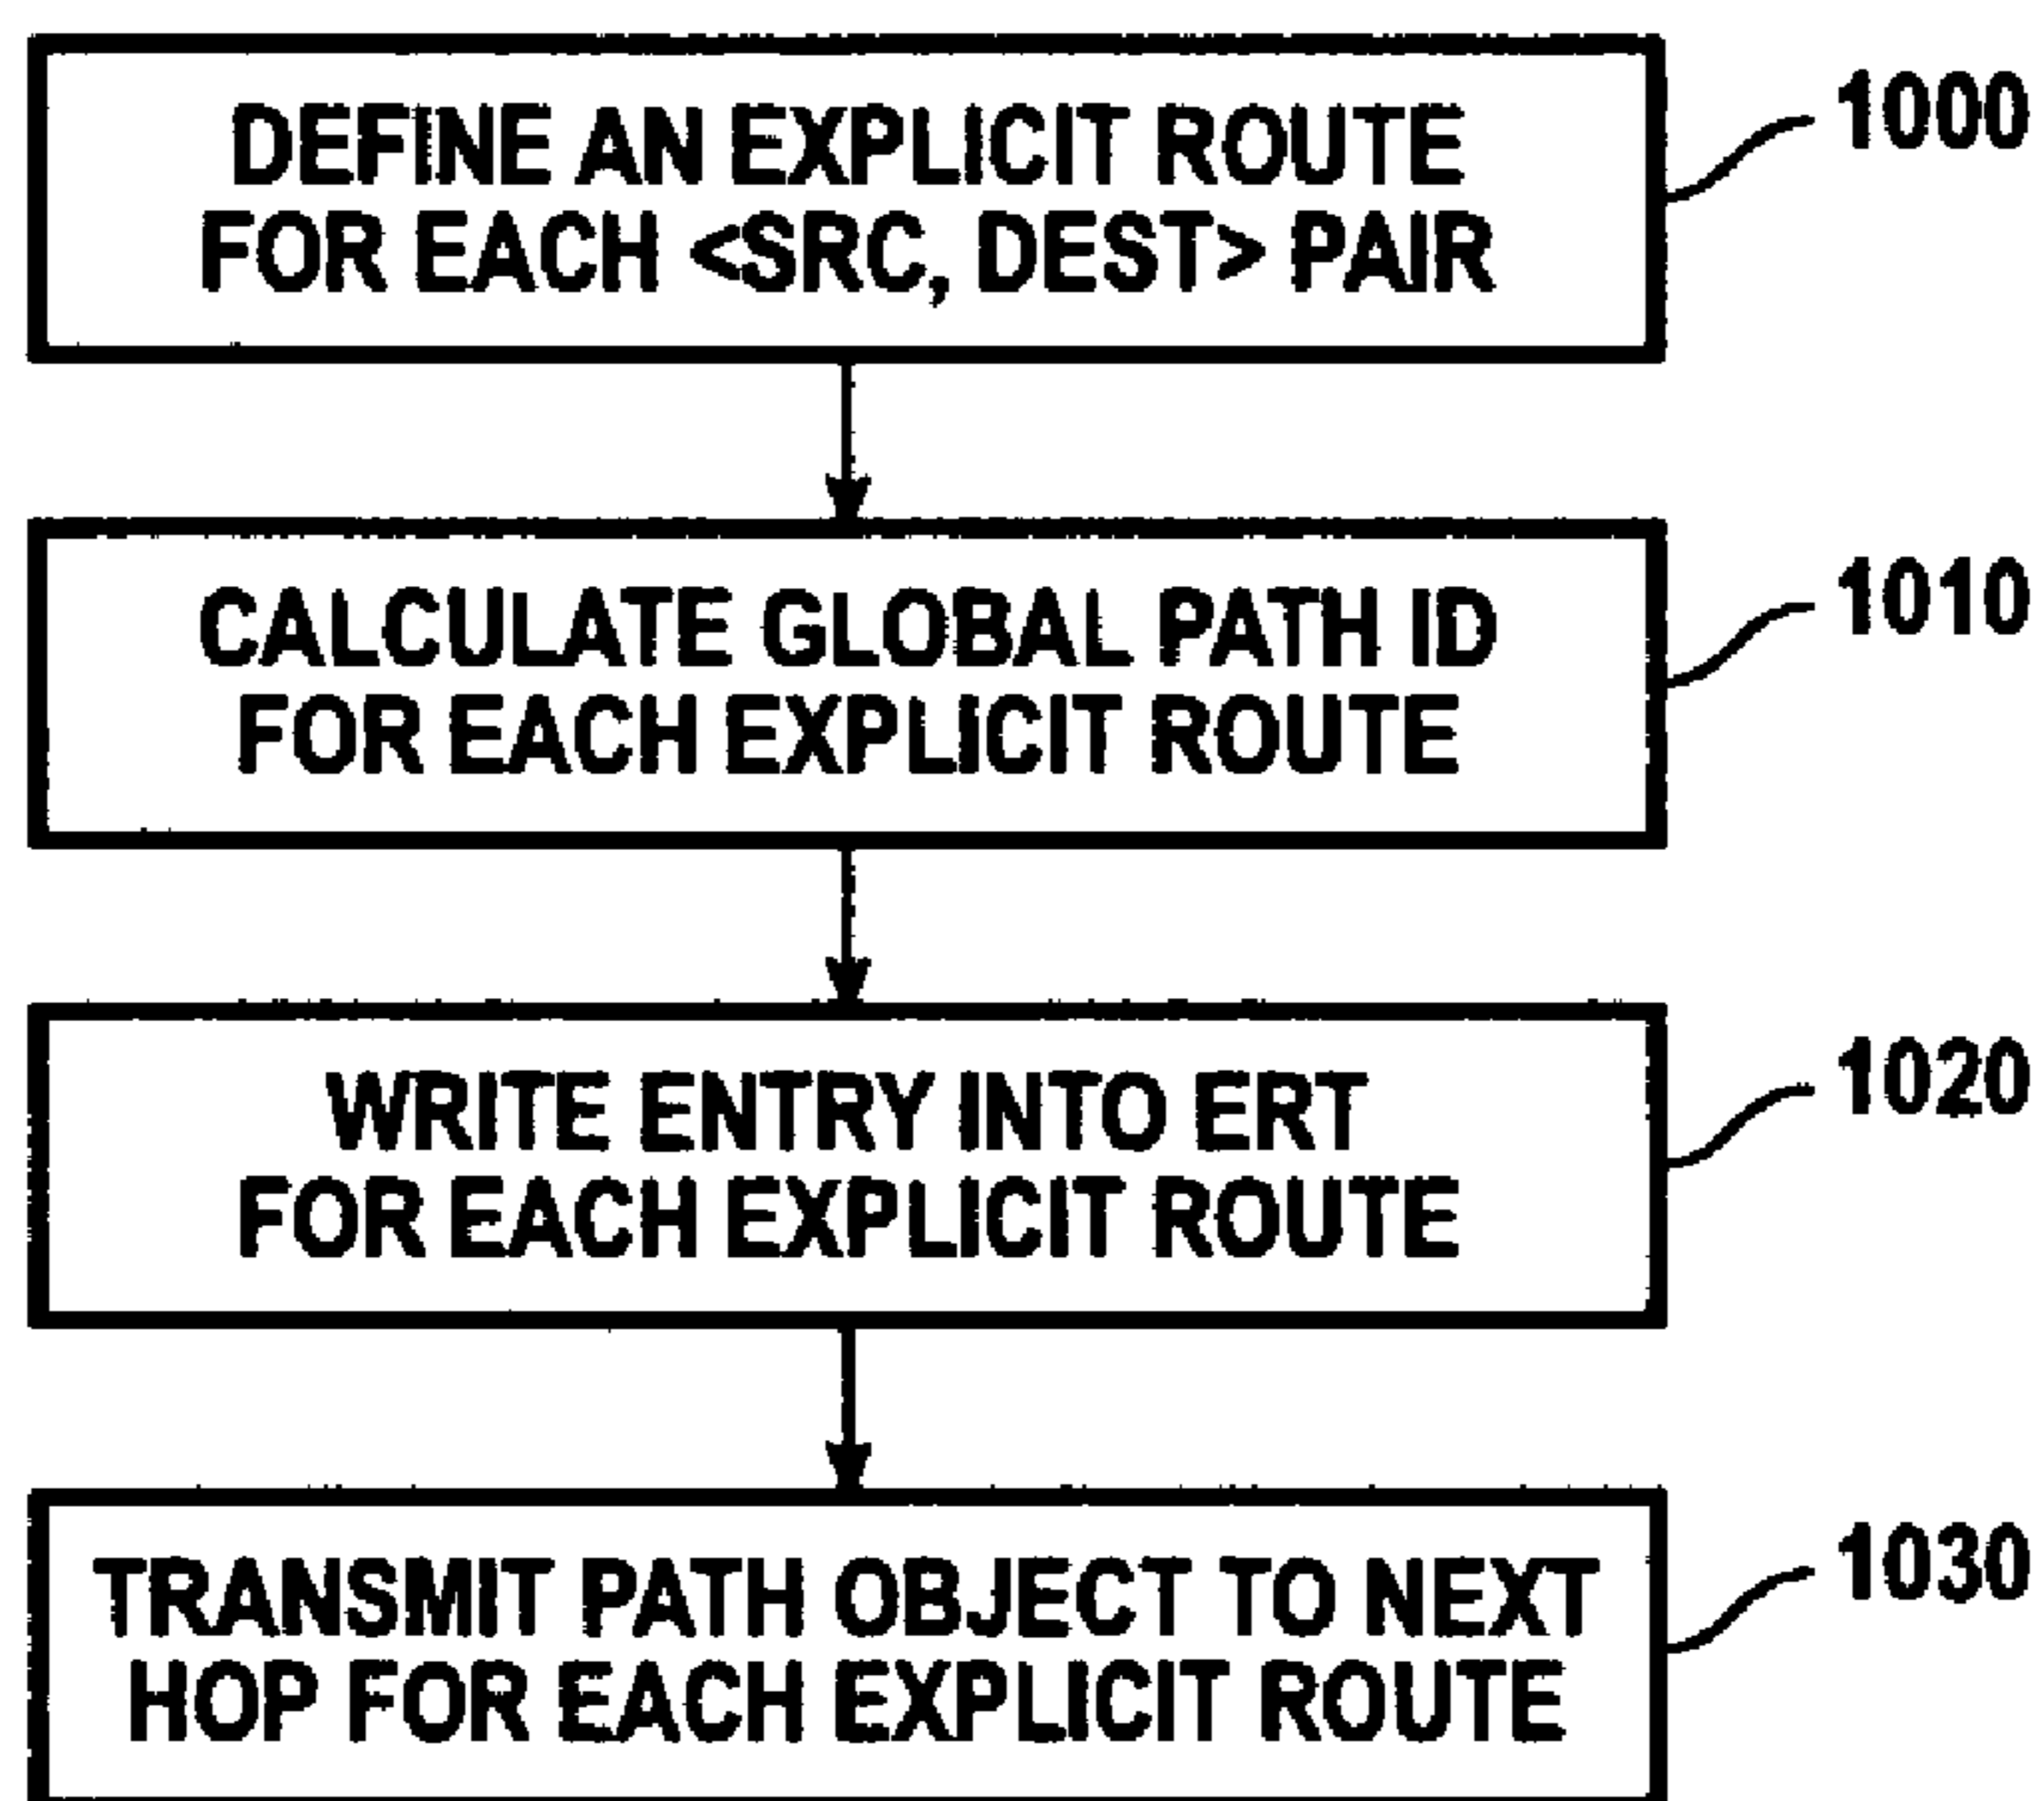 DEFINE AN EXPLICIT ROUTE
FOR EACH <SRC, DEST> PAIR
1000
CALCULATE GLOBAL PATH ID
FOR EACH EXPLICIT ROUTE
1010
WRITE ENTRY INTO ERT
FOR EACH EXPLICIT ROUTE
1020
TRANSMIT PATH OBJECT TO NEXT
HOP FOR EACH EXPLICIT ROUTE
1030